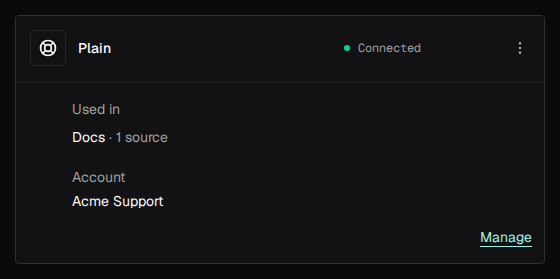 Plain
Connected
Used in
Docs · 1 source
Account
Acme Support
Manage